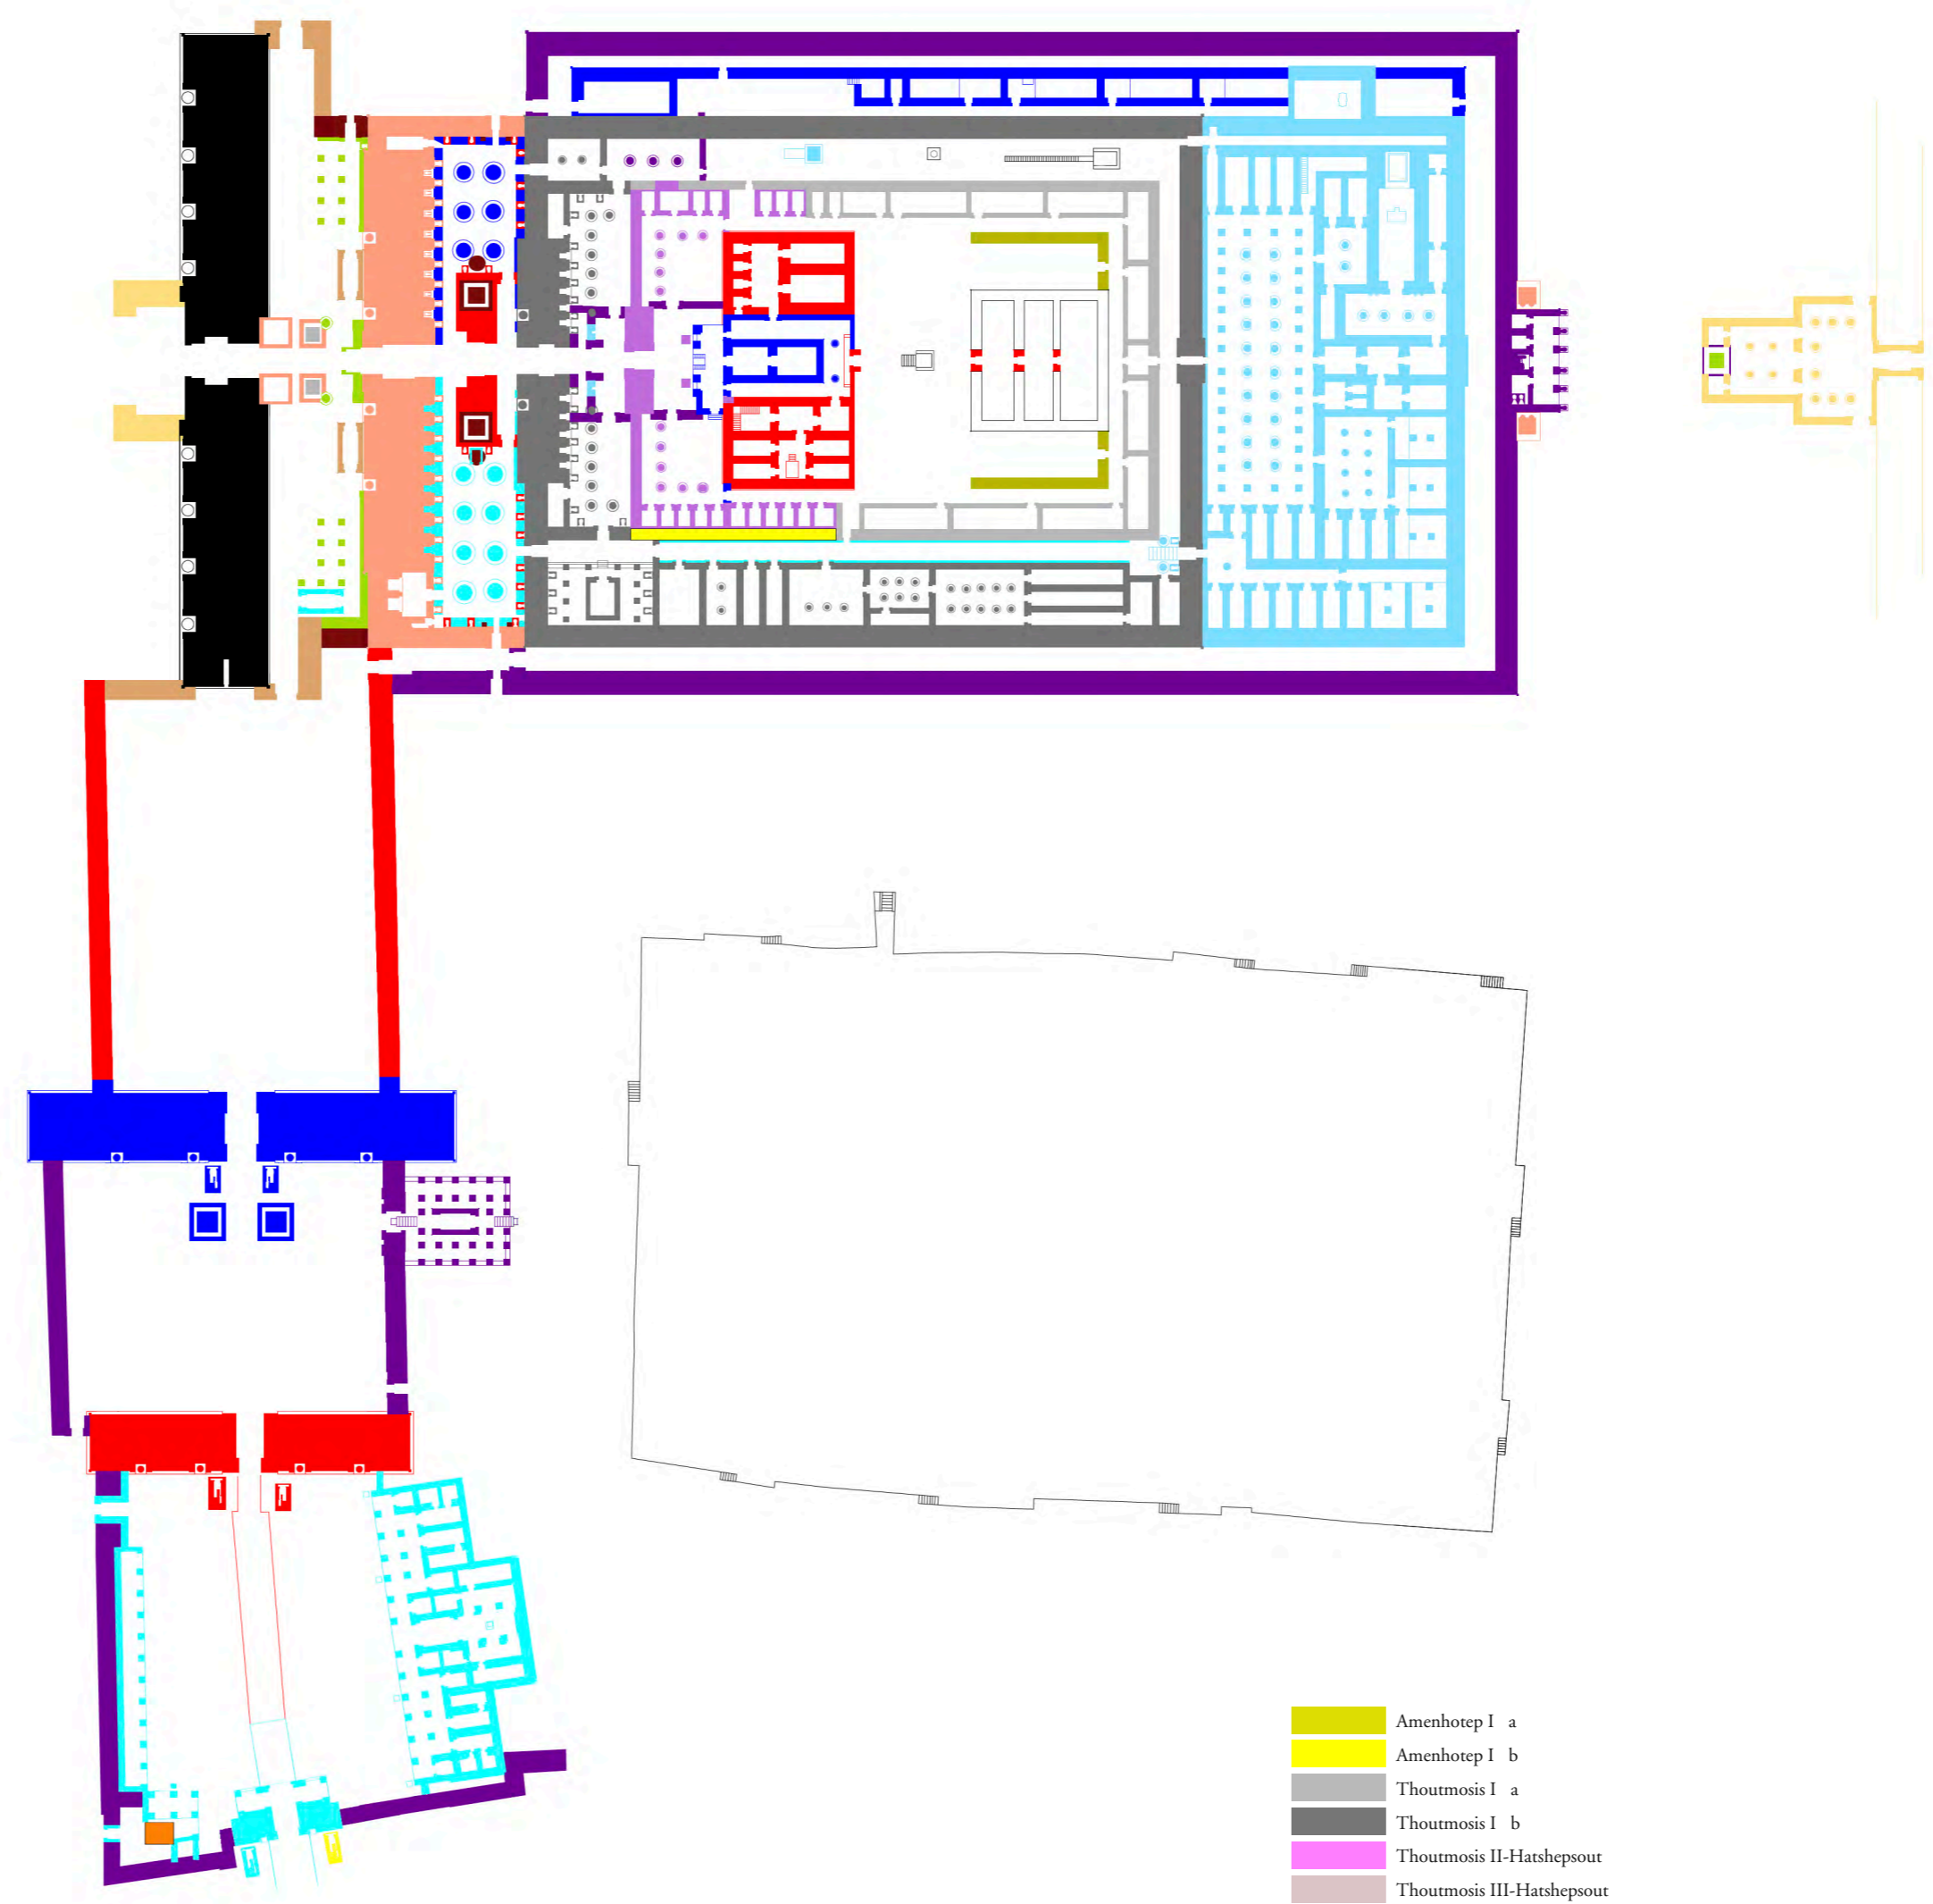 Amenhotep I a
Amenhotep I b
Thoutmosis I a
Thoutmosis I b
Thoutmosis II-Hatshepsout
Thoutmosis III-Hatshepsout